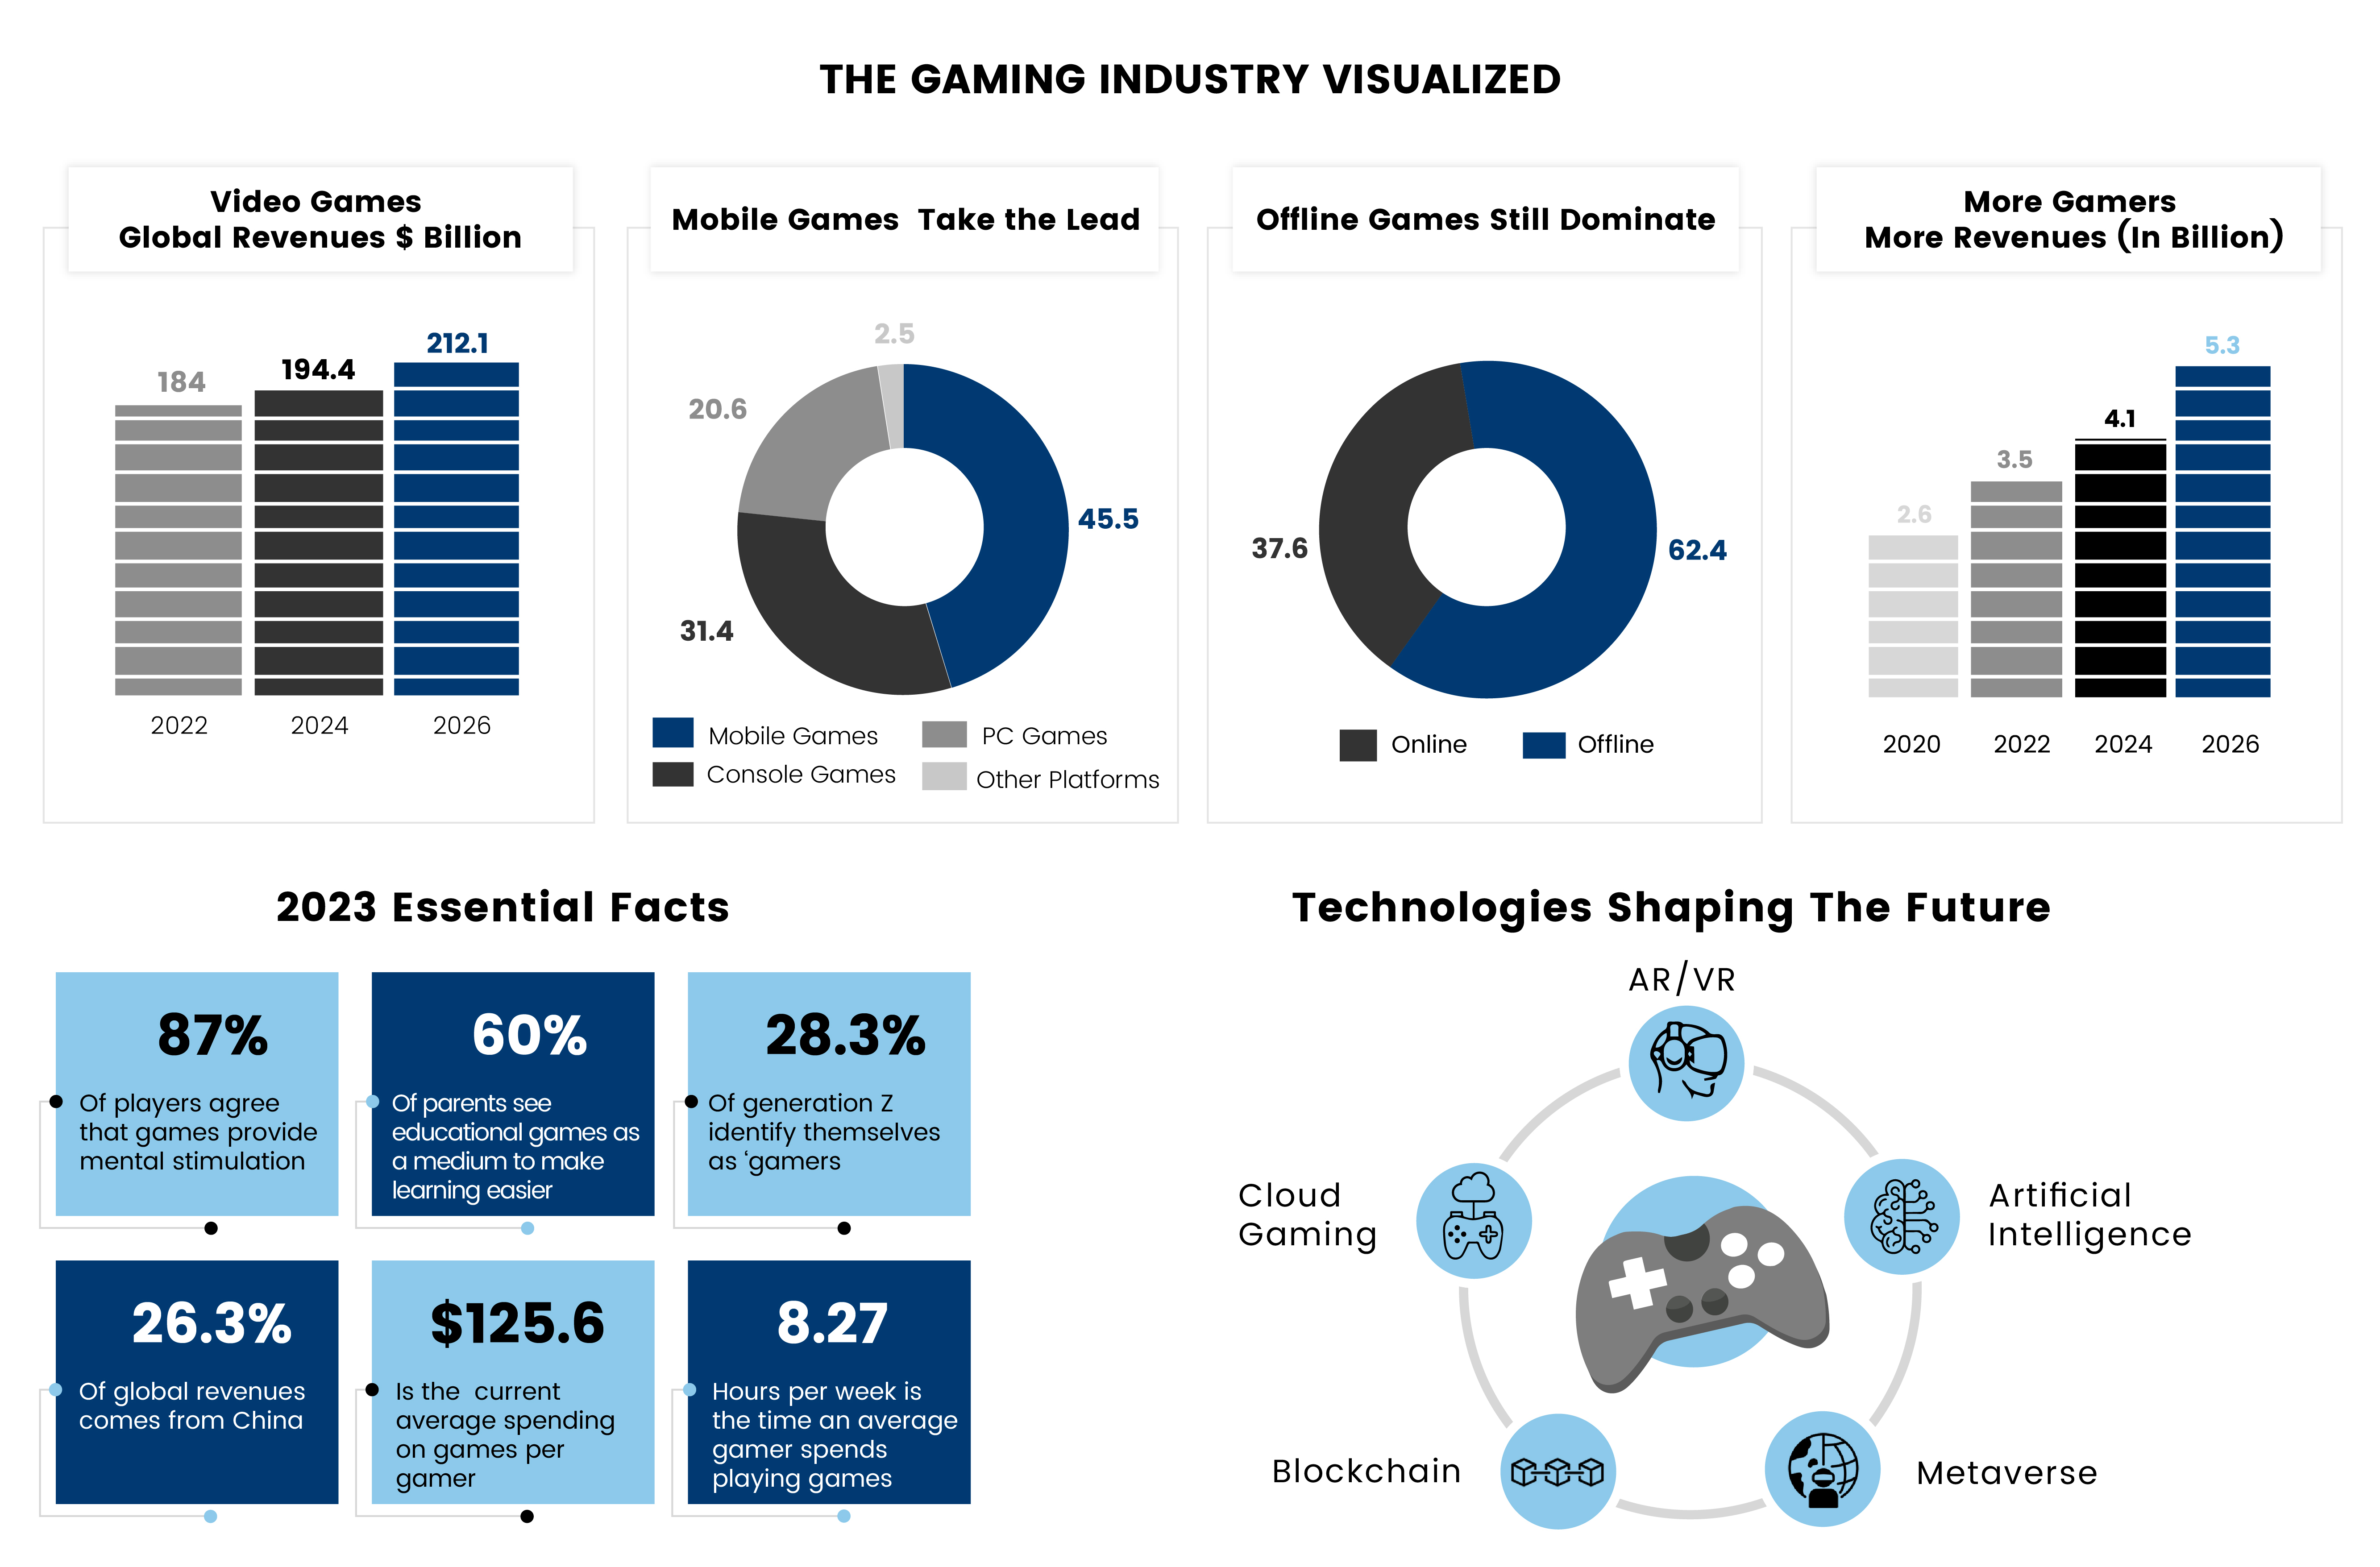 THE GAMING INDUSTRY VISUALIZED
Video Games
Global Revenues $ Billion
184
194.4
212.1
2022
2024
2026
Mobile Games Take the Lead
2.5
20.6
45.5
31.4
Mobile Games
PC Games
Console Games
Other Platforms
Offline Games Still Dominate
37.6
62.4
Online
Offline
More Gamers
More Revenues (In Billion)
2.6
3.5
4.1
5.3
2020
2022
2024
2026
2023 Essential Facts
87%
Of players agree
that games provide
mental stimulation
60%
Of parents see
educational games as
a medium to make
learning easier
28.3%
Of generation Z
identify themselves
as ‘gamers
26.3%
Of global revenues
comes from China
$125.6
Is the current
average spending
on games per
gamer
8.27
Hours per week is
the time an average
gamer spends
playing games
Technologies Shaping The Future
AR/VR
Cloud
Gaming
Artificial
Intelligence
Blockchain
Metaverse